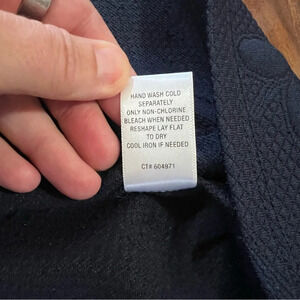 HAND WASH COLD
SEPARATELY
ONLY NON-CHLORINE
BLEACH WHEN NEEDED
RESHAPE LAY FLAT
TO DRY
COOL IRON IF NEEDED
CT# 604971